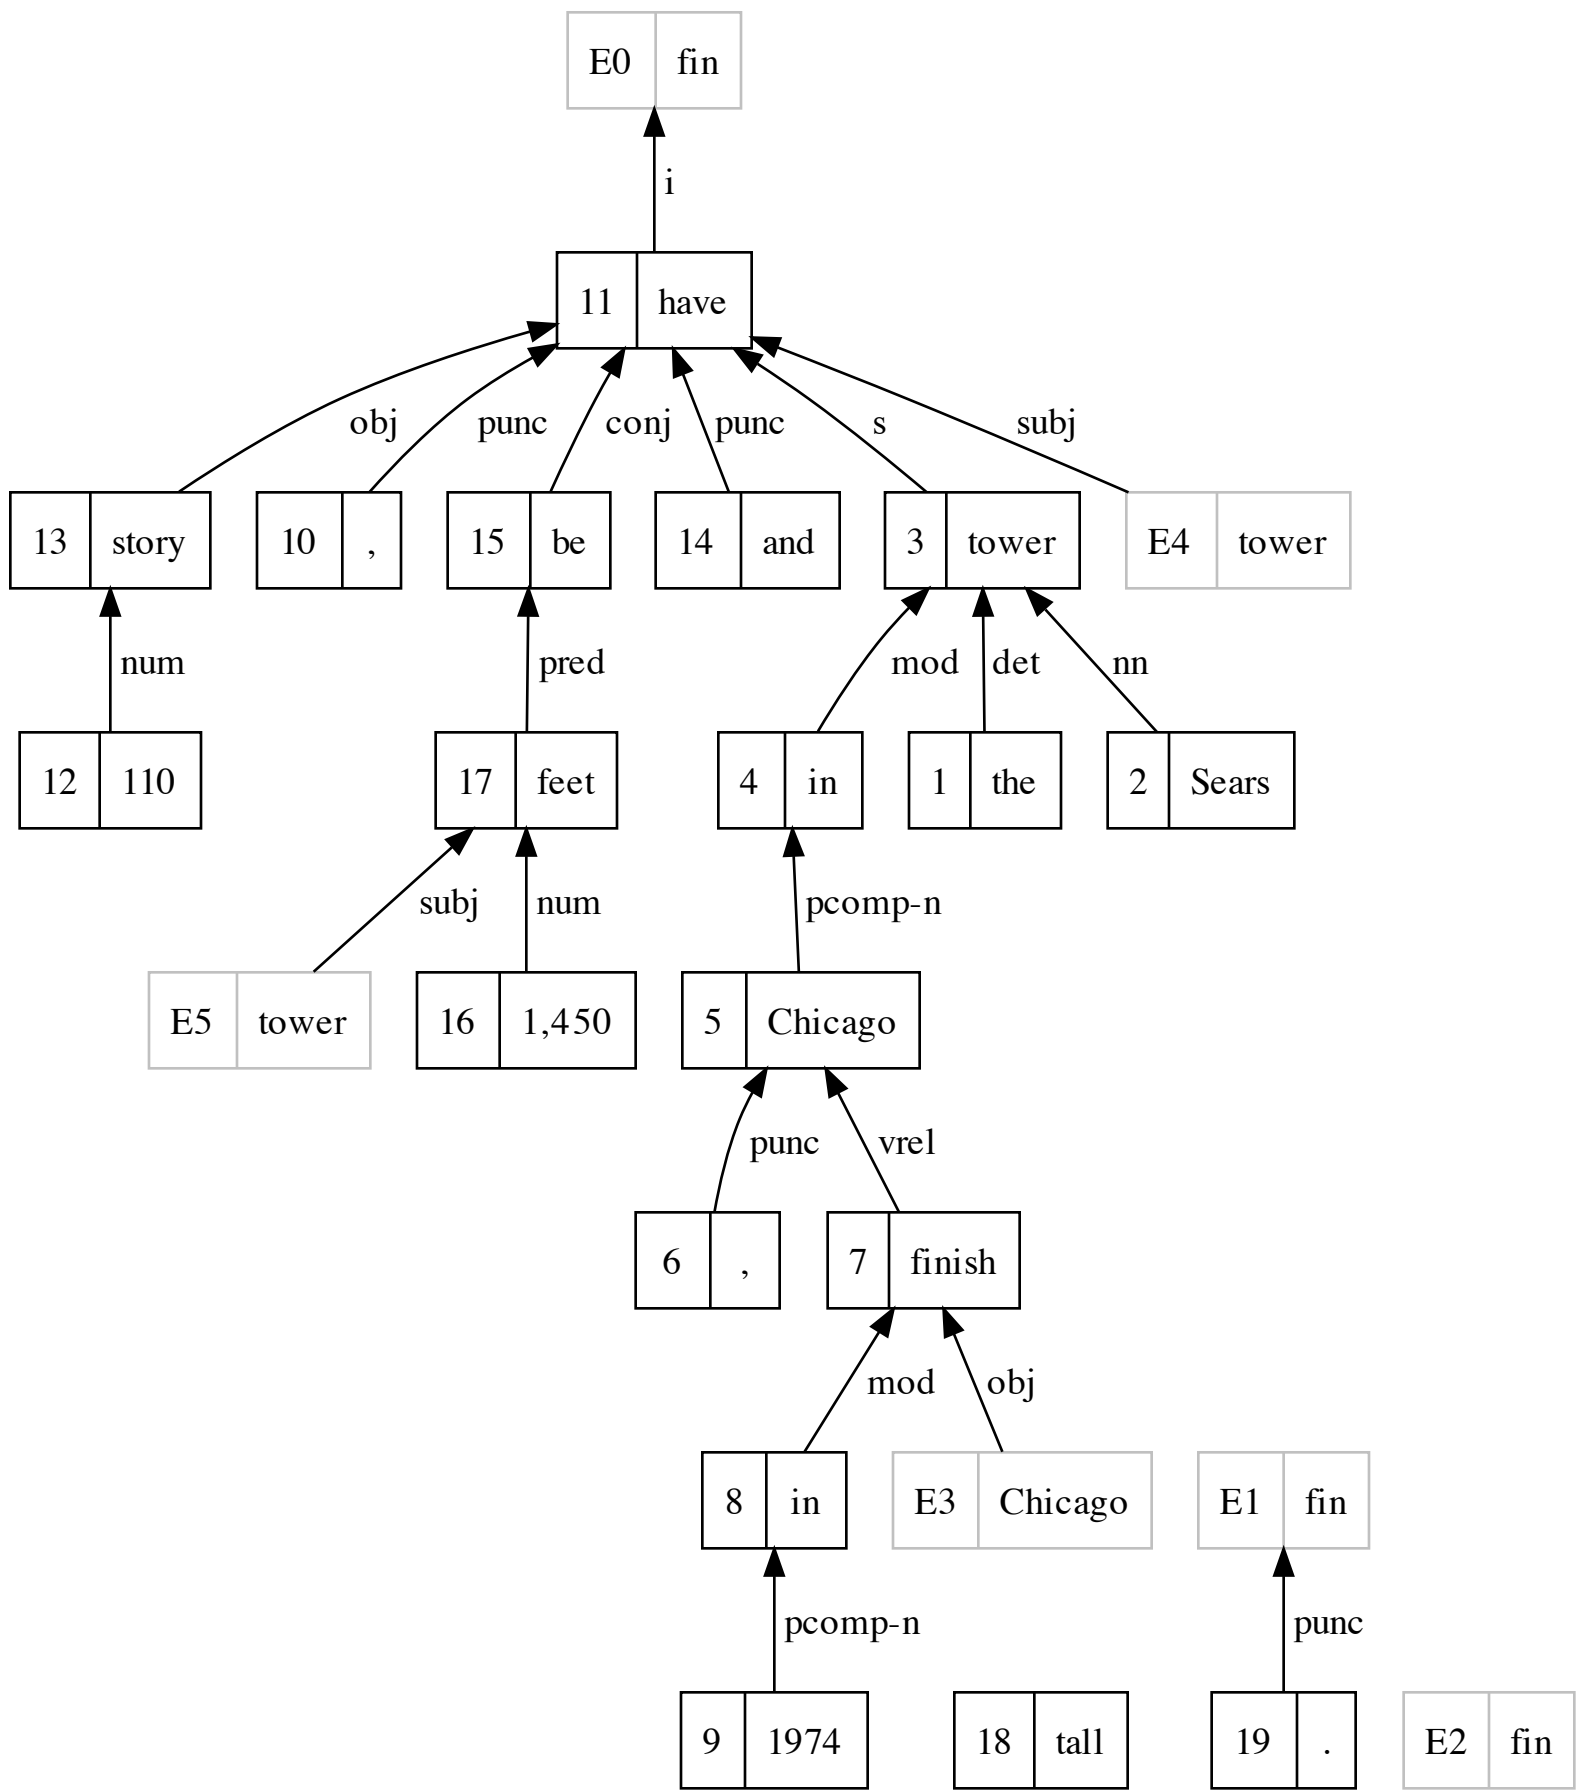 E0 fin
i
11 have
obj punc conj punc s subj
13 story 10 , 15 be 14 and 3 tower E4 tower
num pred mod det nn
12 110 17 feet 4 in 1 the 2 Sears
subj num pcomp-n
E5 tower 16 1,450 5 Chicago
punc vrel
6 , 7 finish
mod obj
8 in E3 Chicago E1 fin
pcomp-n punc
9 1974 18 tall 19 . E2 fin